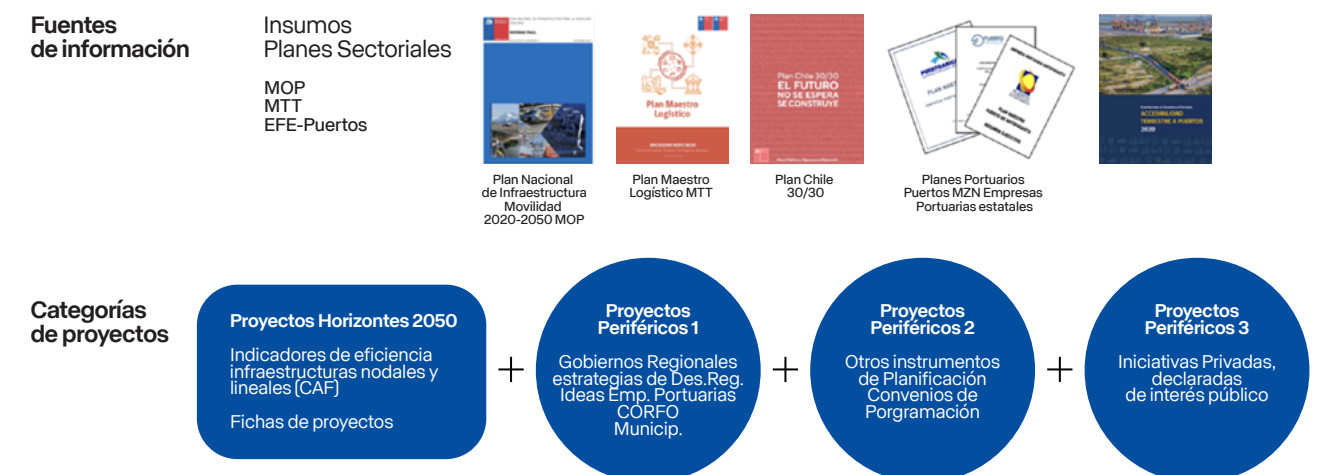 Fuentes
de información
Insumos
Planes Sectoriales
MOP
MTT
EFE-Puertos
INFORME FINAL
Plan Maestro
Logístico
Plan Chile 30/30
EL FUTURO
NO SE ESPERA
SE CONSTRUYE
PUERTO
PLAN MAESTRO
ACCESIBILIDAD
TERRESTRE A PUERTOS
2020
Plan Nacional
de Infraestructura
Movilidad
2020-2050 MOP
Plan Maestro
Logístico MTT
Plan Chile
30/30
Planes Portuarios
Puertos MZN Empresas
Portuarias estatales
Categorías
de proyectos
Proyectos Horizontes 2050
Indicadores de eficiencia
infraestructuras nodales y
lineales (CAF)
Fichas de proyectos
+
Proyectos
Periféricos 1
Gobiernos Regionales
estrategias de Des.Reg.
Ideas Emp. Portuarias
CORFO
Municip.
+
Proyectos
Periféricos 2
Otros instrumentos
de Planificación
Convenios de
Porgramación
+
Proyectos
Periféricos 3
Iniciativas Privadas,
declaradas
de interés público